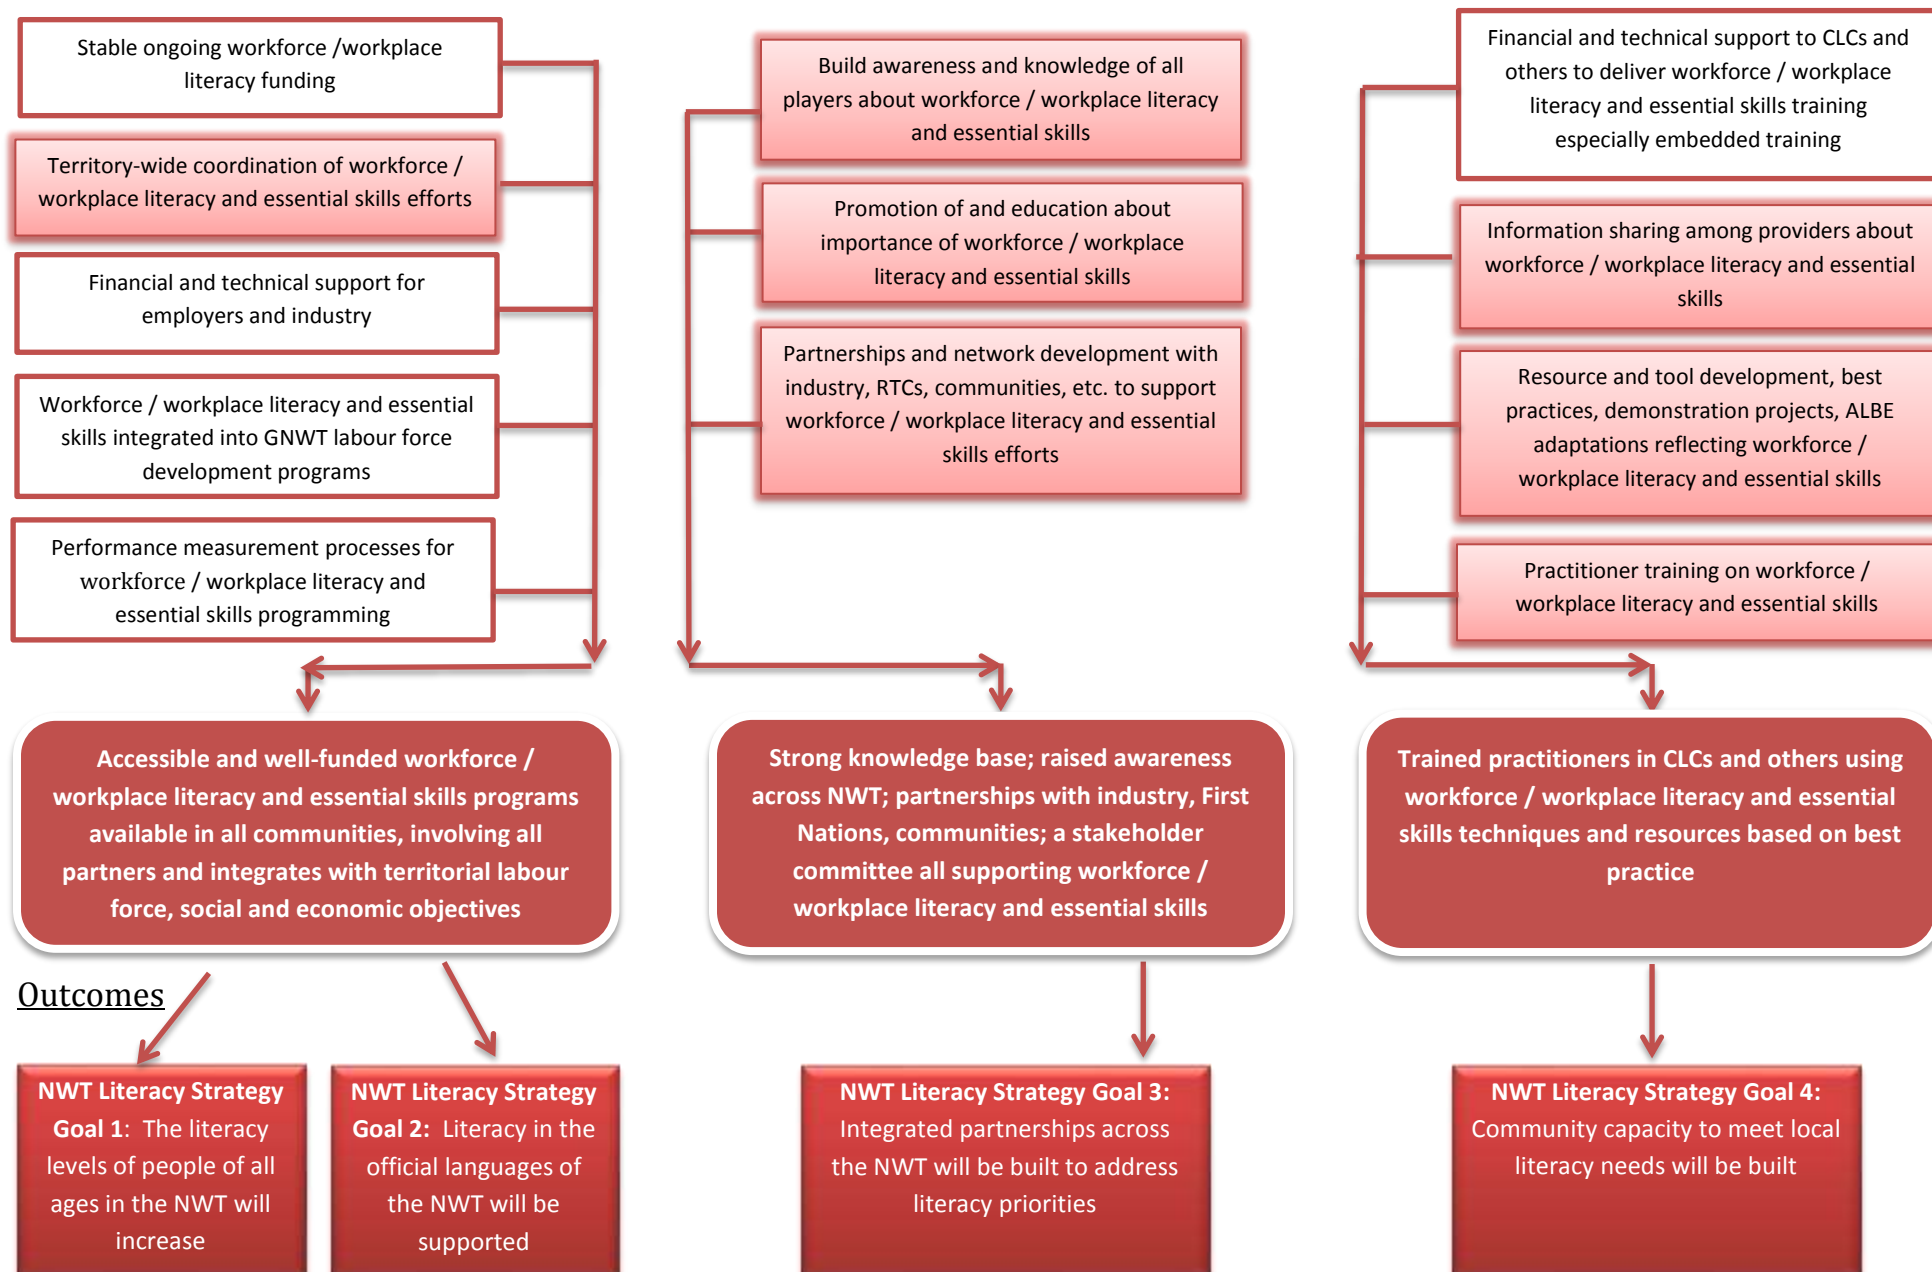 Stable ongoing workforce /workplace
literacy funding
Territory-wide coordination of workforce /
workplace literacy and essential skills efforts
Financial and technical support for
employers and industry
Workforce / workplace literacy and essential
skills integrated into GNWT labour force
development programs
Performance measurement processes for
workforce / workplace literacy and
essential skills programming
Build awareness and knowledge of all
players about workforce / workplace literacy
and essential skills
Promotion of and education about
importance of workforce / workplace
literacy and essential skills
Partnerships and network development with
industry, RTCs, communities, etc. to support
workforce / workplace literacy and essential
skills efforts
Financial and technical support to CLCs and
others to deliver workforce / workplace
literacy and essential skills training
especially embedded training
Information sharing among providers about
workforce / workplace literacy and essential
skills
Resource and tool development, best
practices, demonstration projects, ALBE
adaptations reflecting workforce /
workplace literacy and essential skills
Practitioner training on workforce /
workplace literacy and essential skills
Accessible and well-funded workforce /
workplace literacy and essential skills programs
available in all communities, involving all
partners and integrates with territorial labour
force, social and economic objectives
Strong knowledge base; raised awareness
across NWT; partnerships with industry, First
Nations, communities; a stakeholder
committee all supporting workforce /
workplace literacy and essential skills
Trained practitioners in CLCs and others using
workforce / workplace literacy and essential
skills techniques and resources based on best
practice
Outcomes
NWT Literacy Strategy
Goal 1: The literacy
levels of people of all
ages in the NWT will
increase
NWT Literacy Strategy
Goal 2: Literacy in the
official languages of
the NWT will be
supported
NWT Literacy Strategy Goal 3:
Integrated partnerships across
the NWT will be built to address
literacy priorities
NWT Literacy Strategy Goal 4:
Community capacity to meet local
literacy needs will be built